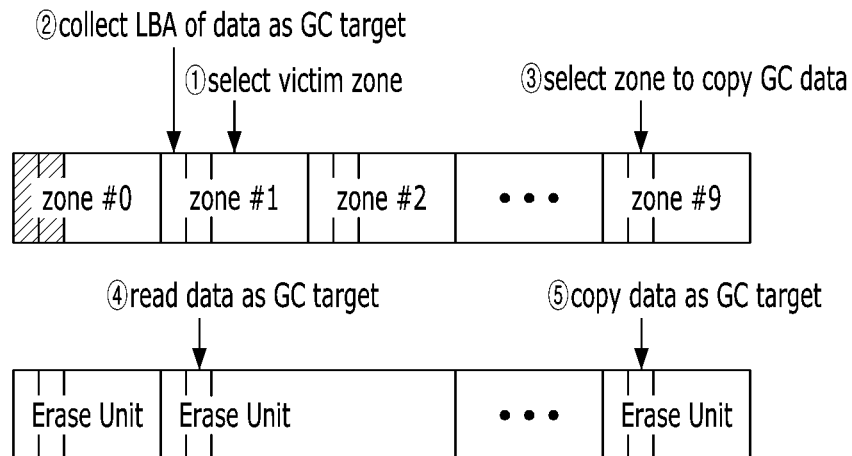 ②collect LBA of data as GC target
①select victim zone
③select zone to copy GC data
zone #0 zone #1 zone #2 • • • zone #9
④read data as GC target
⑤copy data as GC target
Erase Unit Erase Unit • • • Erase Unit